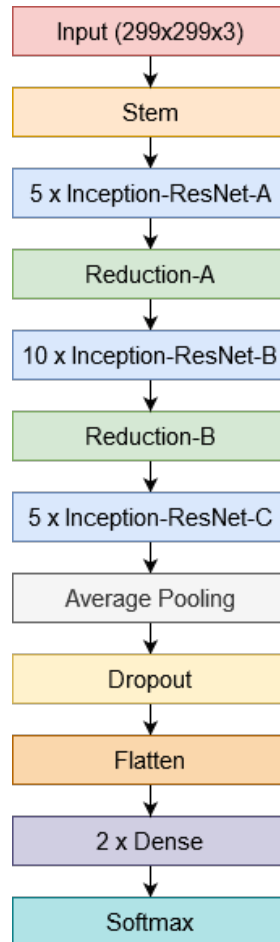 Input (299x299x3)
Stem
5 x Inception-ResNet-A
Reduction-A
10 x Inception-ResNet-B
Reduction-B
5 x Inception-ResNet-C
Average Pooling
Dropout
Flatten
2 x Dense
Softmax